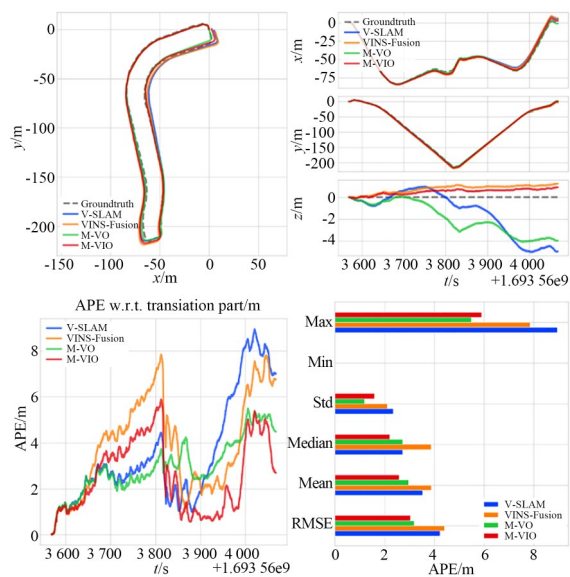 0
-50
-100
-150
-200
y/m
Groundtruth
V-SLAM
VINS-Fusion
M-VO
M-VIO
-150
-100
-50
0
50
x/m
Groundtruth
V-SLAM
VINS-Fusion
M-VO
M-VIO
0
-25
-50
-75
x/m
0
-50
-100
-150
-200
y/m
0
-2
-4
z/m
3 600
3 700
3 800
3 900
4 000
t/s
+1.693 56e9
APE w.r.t. transiation part/m
V-SLAM
VINS-Fusion
M-VO
M-VIO
8
6
4
2
0
APE/m
3 600
3 700
3 800
3 900
4 000
t/s
+1.693 56e9
Max
Min
Std
Median
Mean
RMSE
V-SLAM
VINS-Fusion
M-VO
M-VIO
0
2
4
6
8
APE/m